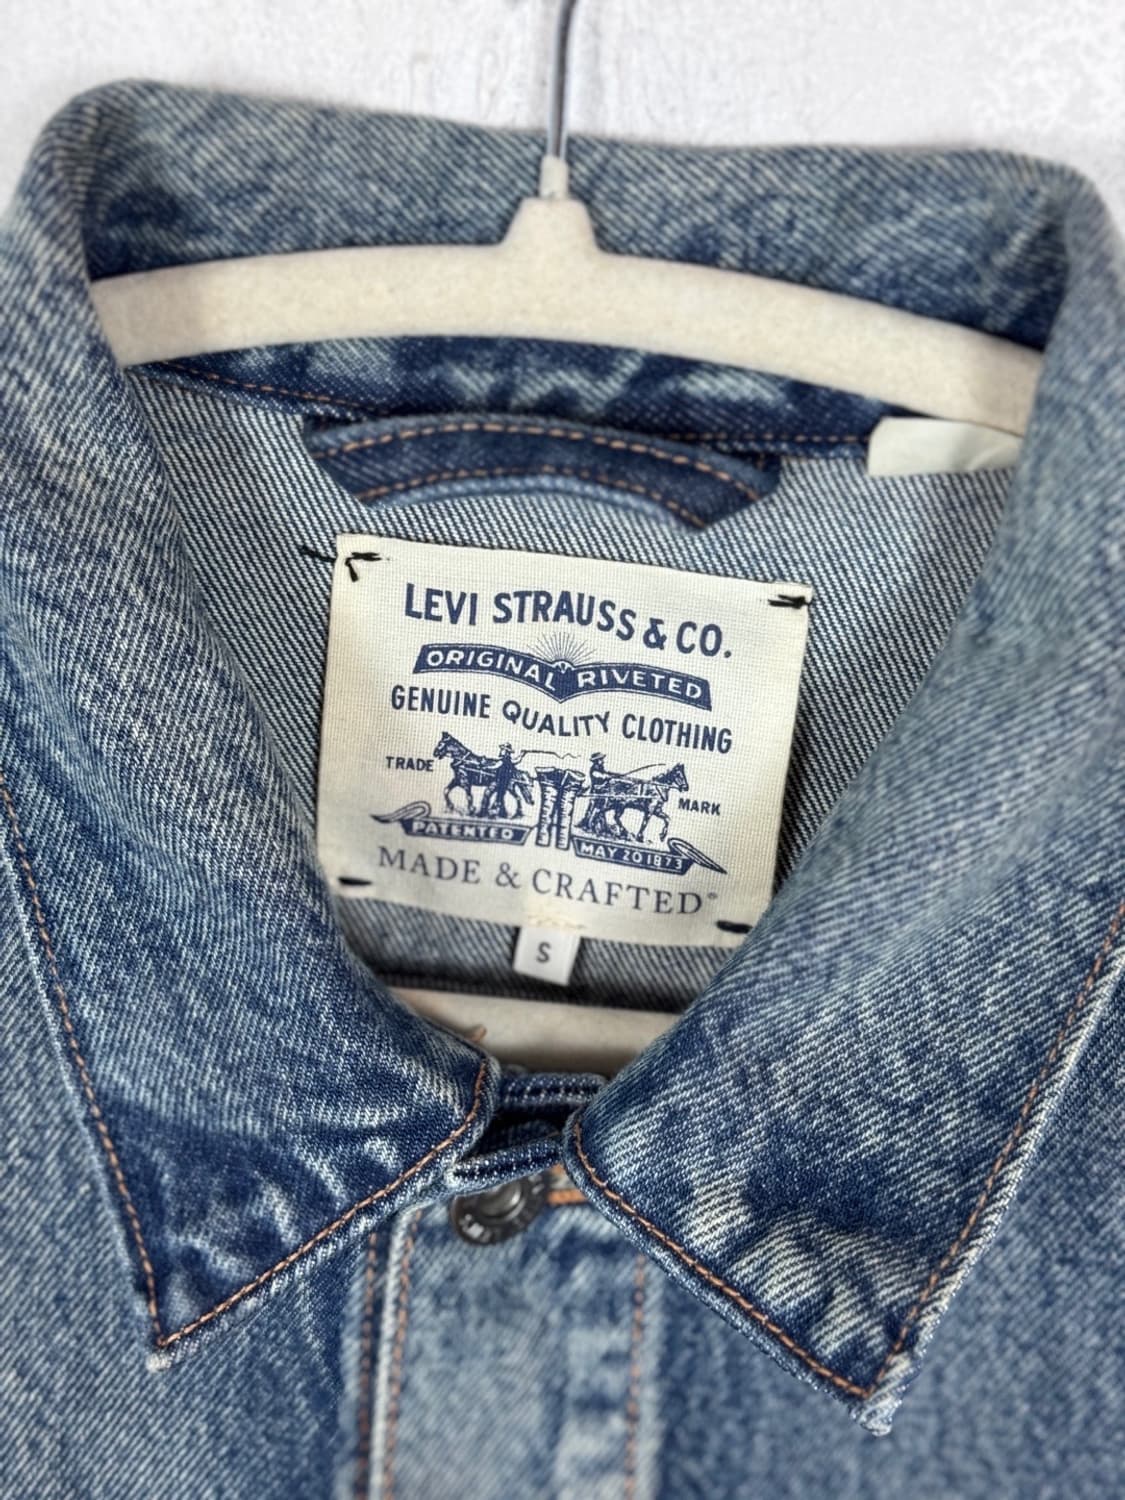 LEVI STRAUSS & CO.
ORIGINAL RIVETED
GENUINE QUALITY CLOTHING
TRADE MARK
PATENTED MAY 20 1873
MADE & CRAFTED®
S